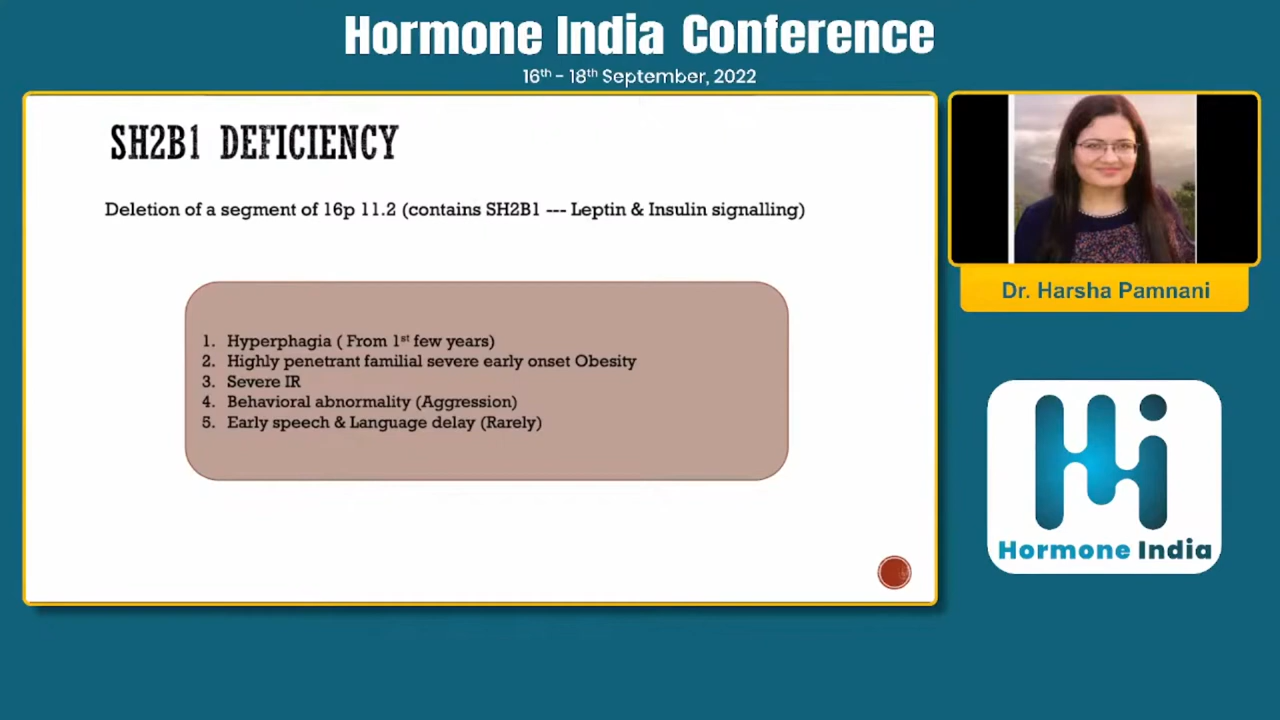 Hormone India Conference
16th - 18th September, 2022
SH2B1 DEFICIENCY
Deletion of a segment of 16p 11.2 (contains SH2B1 --- Leptin & Insulin signalling)
1. Hyperphagia ( From 1st few years)
2. Highly penetrant familial severe early onset Obesity
3. Severe IR
4. Behavioral abnormality (Aggression)
5. Early speech & Language delay (Rarely)
Dr. Harsha Pamnani
Hi
Hormone India